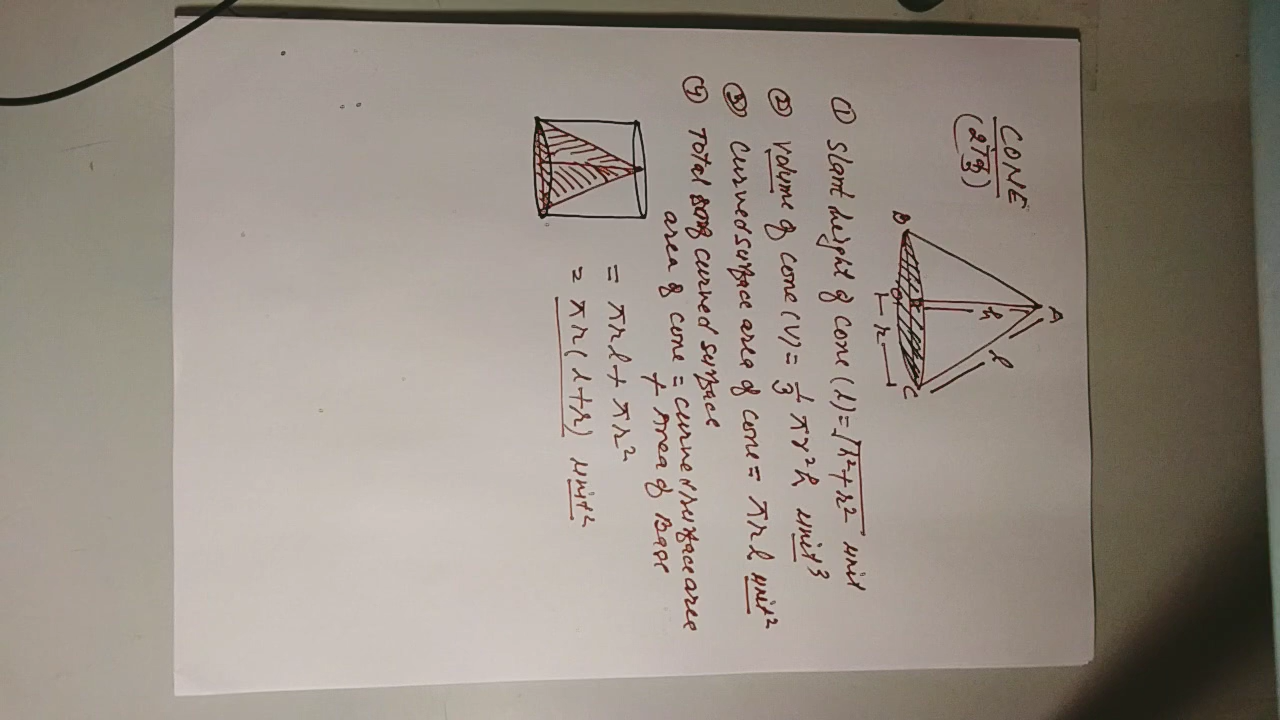 CONE
(शंकु)
A
h
l
B
O
C
r
① Slant height of cone (l) = √h²+r² unit
② Volume of cone (V) = 1/3 πr²h unit³
③ Curved surface area of cone = πrl unit²
④ Total curved surface
area of cone = curved surface area
+ Area of Base
= πrl + πr²
= πr(l+r) unit²